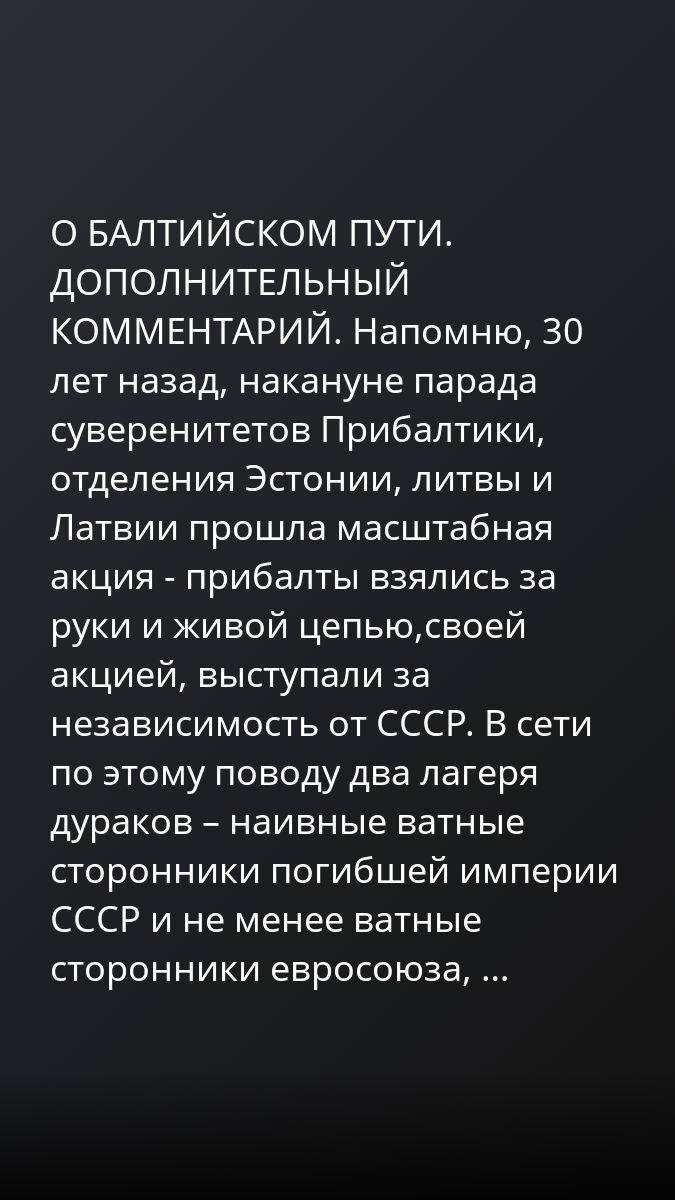 О БАЛТИЙСКОМ ПУТИ.
ДОПОЛНИТЕЛЬНЫЙ
КОММЕНТАРИЙ. Напомню, 30
лет назад, накануне парада
суверенитетов Прибалтики,
отделения Эстонии, литвы и
Латвии прошла масштабная
акция - прибалты взялись за
руки и живой цепью,своей
акцией, выступали за
независимость от СССР. В сети
по этому поводу два лагеря
дураков – наивные ватные
сторонники погибшей империи
СССР и не менее ватные
сторонники евросоюза, ...